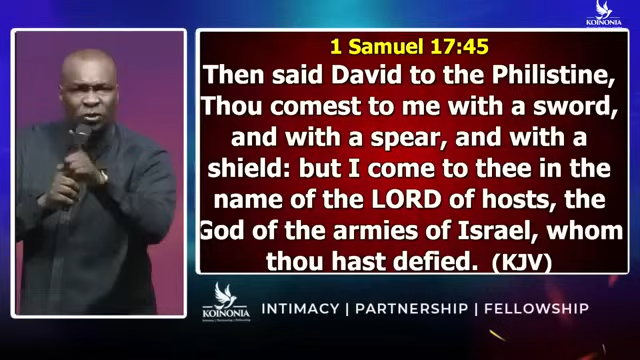 KOINONIA
1 Samuel 17:45
Then said David to the Philistine,
Thou comest to me with a sword,
and with a spear, and with a
shield: but I come to thee in the
name of the LORD of hosts, the
God of the armies of Israel, whom
thou hast defied. (KJV)
KOINONIA
INTIMACY | PARTNERSHIP | FELLOWSHIP